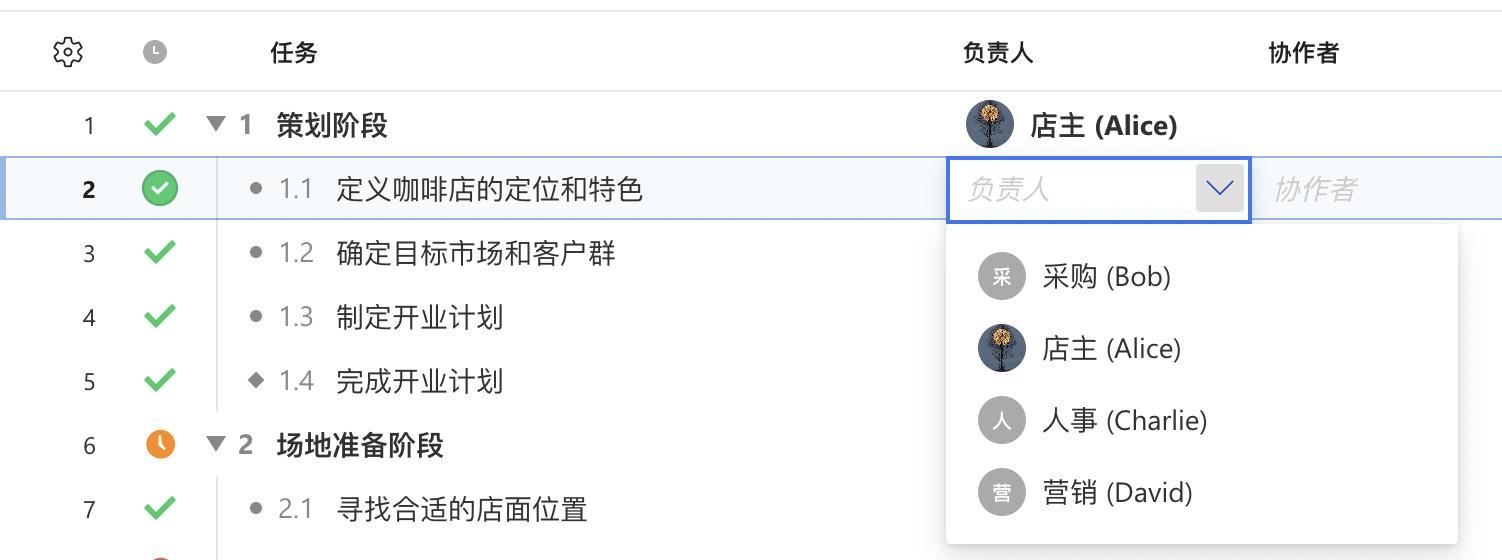 任务 负责人 协作者
1 1 策划阶段 店主 (Alice)
2 1.1 定义咖啡店的定位和特色 负责人 协作者
3 1.2 确定目标市场和客户群
采 采购 (Bob)
4 1.3 制定开业计划
店主 (Alice)
5 1.4 完成开业计划
人 人事 (Charlie)
6 2 场地准备阶段
营 营销 (David)
7 2.1 寻找合适的店面位置